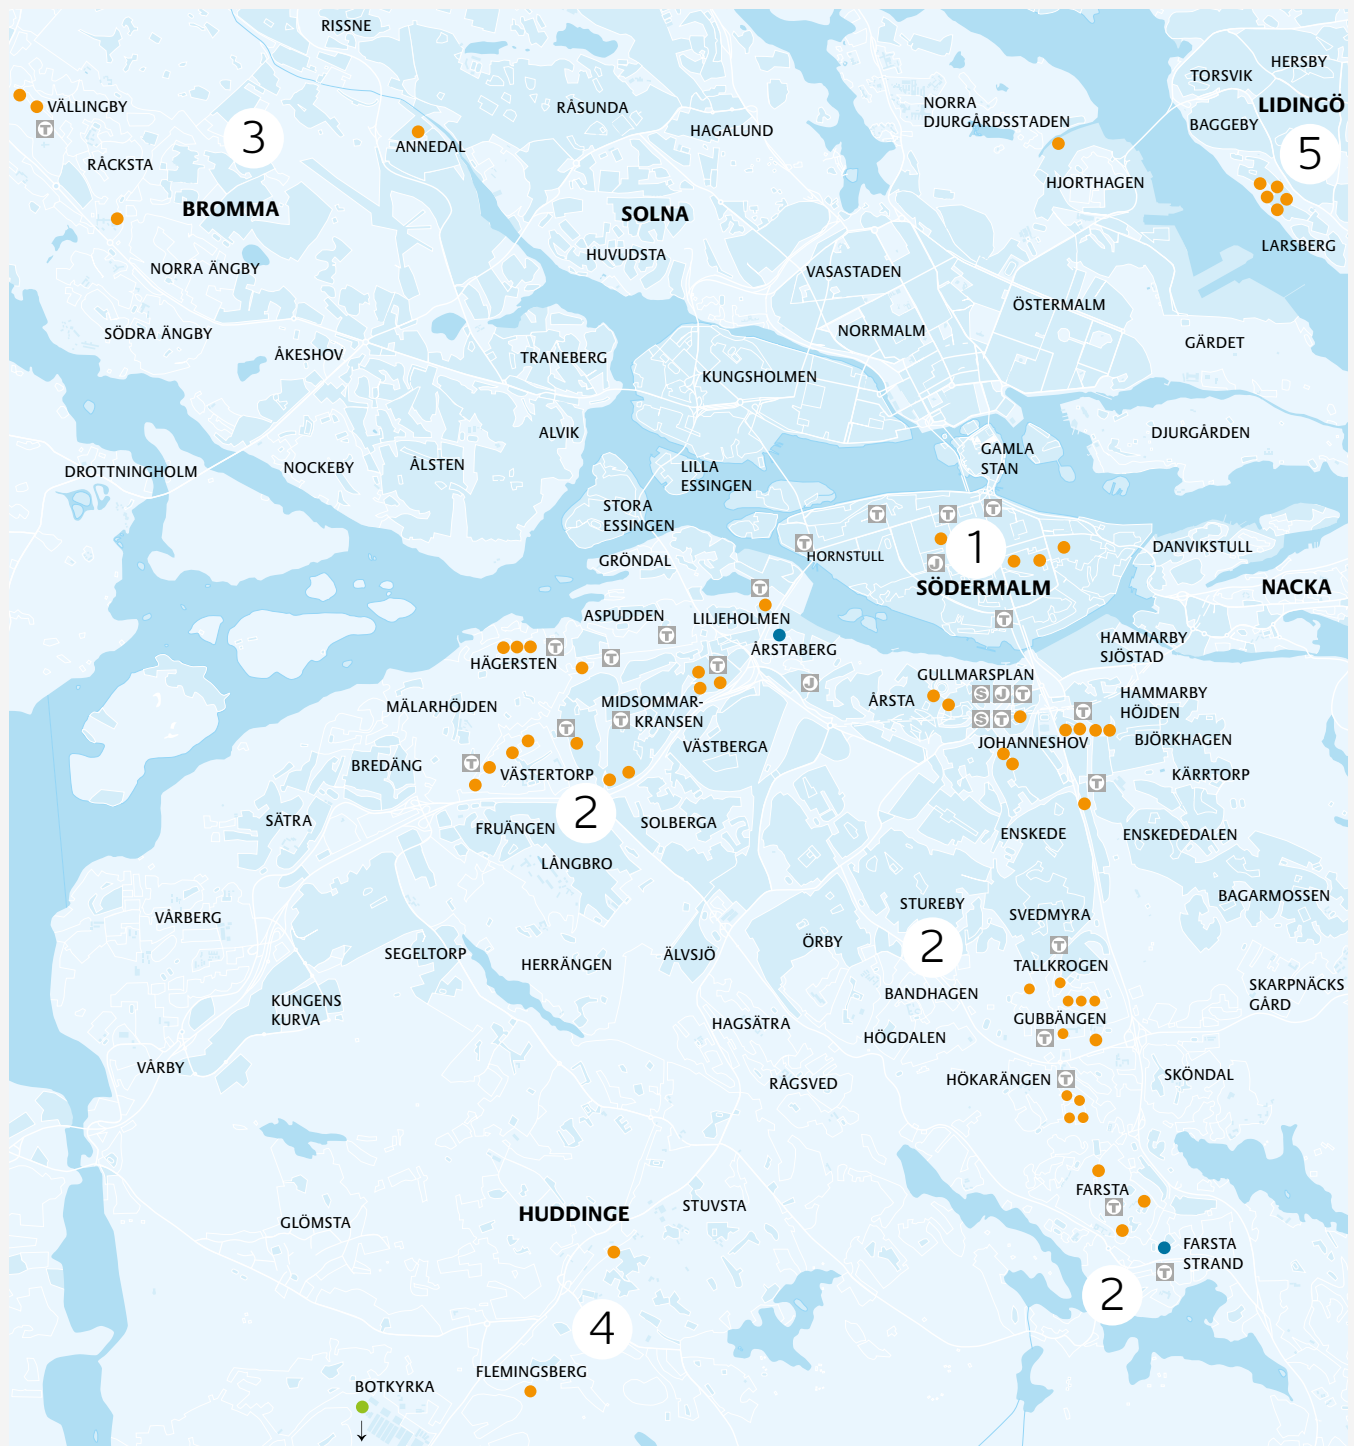 RISSNE
HERSBY
TORSVIK
LIDINGÖ
VÄLLINGBY
T
3
ANNEDAL
RÅSUNDA
HAGALUND
NORRA
DJURGÅRDSSTADEN
BAGGEBY
5
RÅCKSTA
HJORTHAGEN
BROMMA
SOLNA
LARSBERG
HUVUDSTA
NORRA ÄNGBY
VASASTADEN
ÖSTERMALM
SÖDRA ÄNGBY
NORRMALM
GÄRDET
ÅKESHOV
TRANEBERG
KUNGSHOLMEN
ALVIK
DJURGÅRDEN
GAMLA
STAN
DROTTNINGHOLM
NOCKEBY
ÅLSTEN
LILLA
ESSINGEN
STORA
ESSINGEN
T
T
T
T
HORNSTULL
J
1
DANVIKSTULL
GRÖNDAL
SÖDERMALM
NACKA
T
ASPUDDEN
LILJEHOLMEN
T
T
HAMMARBY
SJÖSTAD
ÅRSTABERG
HÄGERSTEN
T
T
T
J
GULLMARSPLAN
S
J
T
S
T
ÅRSTA
HAMMARBY
HÖJDEN
T
MÄLARHÖJDEN
MIDSOMMAR-
KRANSEN
T
T
VÄSTBERGA
JOHANNESHOV
BJÖRKHAGEN
BREDÄNG
T
VÄSTERTORP
KÄRRTORP
T
2
SÄTRA
FRUÄNGEN
SOLBERGA
ENSKEDE
ENSKEDEDALEN
LÅNGBRO
BAGARMOSSEN
STUREBY
SVEDMYRA
VÅRBERG
2
T
ÖRBY
SEGELTORP
HERRÄNGEN
ÄLVSJÖ
TALLKROGEN
SKARPNÄCKS
GÅRD
BANDHAGEN
KUNGENS
KURVA
HAGSÄTRA
GUBBÄNGEN
HÖGDALEN
T
VÅRBY
RÅGSVED
HÖKARÄNGEN
T
SKÖNDAL
FARSTA
T
STUVSTA
HUDDINGE
GLÖMSTA
FARSTA
STRAND
T
2
4
FLEMINGSBERG
BOTKYRKA
↓